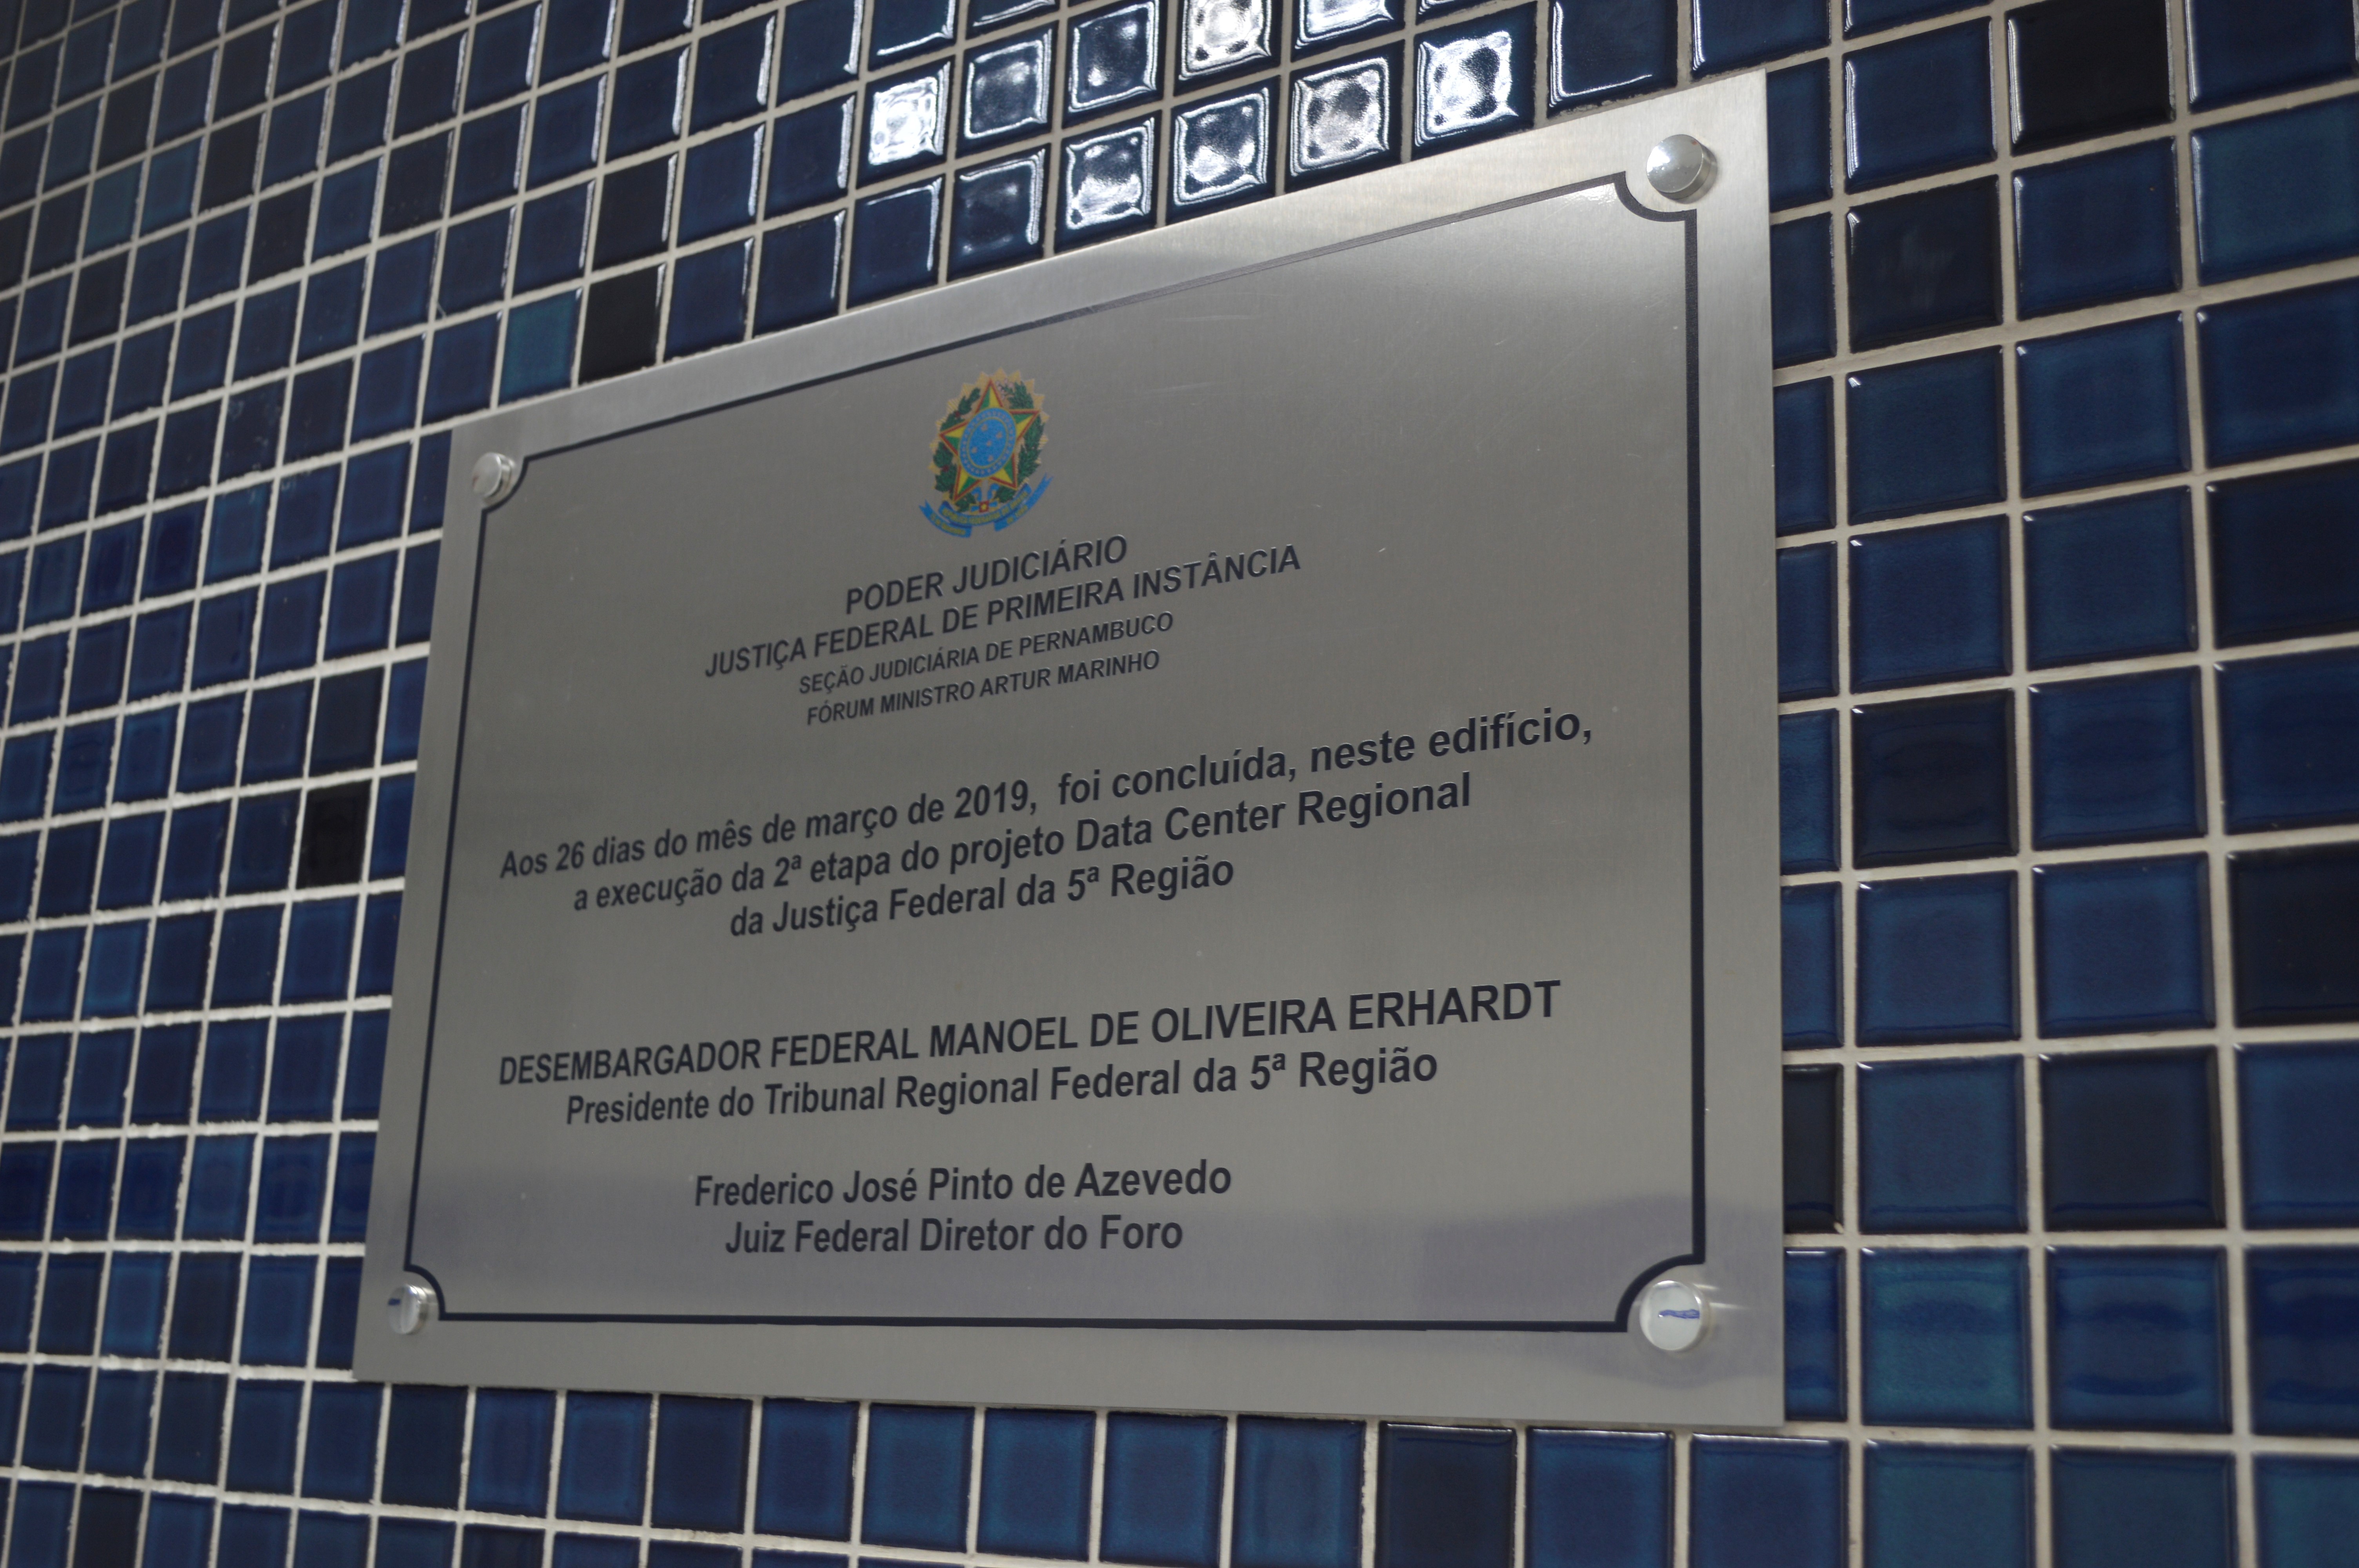 PODER JUDICIÁRIO
JUSTIÇA FEDERAL DE PRIMEIRA INSTÂNCIA
SEÇÃO JUDICIÁRIA DE PERNAMBUCO
FÓRUM MINISTRO ARTUR MARINHO
Aos 26 dias do mês de março de 2019, foi concluída, neste edifício,
a execução da 2ª etapa do projeto Data Center Regional
da Justiça Federal da 5ª Região
DESEMBARGADOR FEDERAL MANOEL DE OLIVEIRA ERHARDT
Presidente do Tribunal Regional Federal da 5ª Região
Frederico José Pinto de Azevedo
Juiz Federal Diretor do Foro